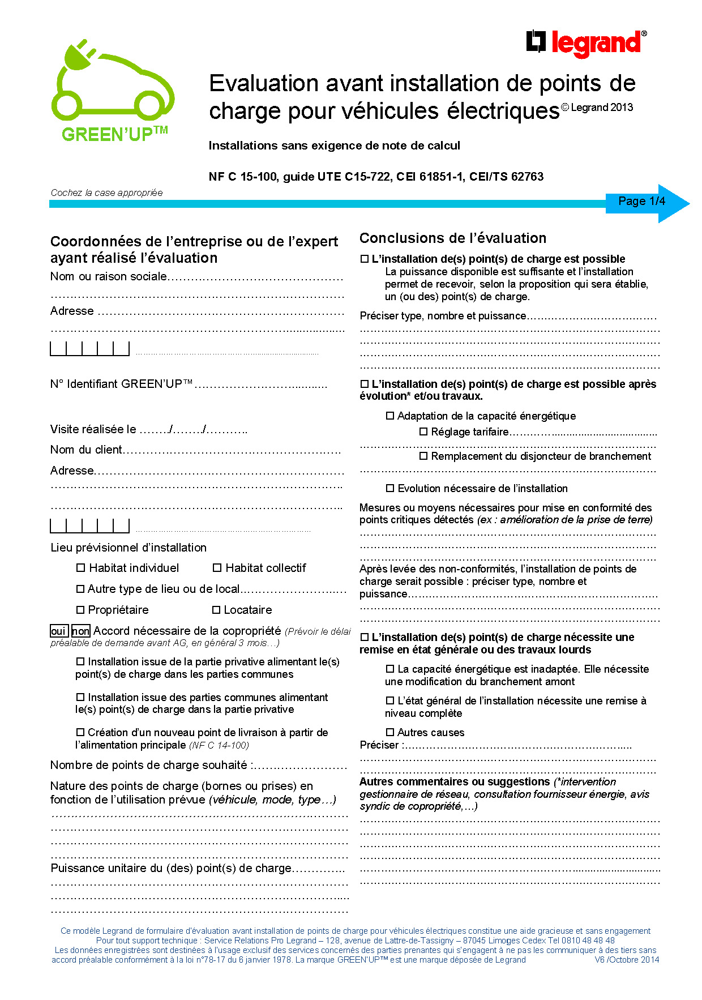 legrand®
GREEN’UP™
Evaluation avant installation de points de
charge pour véhicules électriques© Legrand 2013
Installations sans exigence de note de calcul
NF C 15-100, guide UTE C15-722, CEI 61851-1, CEI/TS 62763
Cochez la case appropriée
Page 1/4
Coordonnées de l’entreprise ou de l’expert
ayant réalisé l’évaluation
Nom ou raison sociale………………………………………
…………………………………………………………………
Adresse ………………………………………………………
……………………………………………………..................
…………………………………………..............................
N° Identifiant GREEN’UP™……………………...........
Visite réalisée le ……../……../………..
Nom du client……………………………………………….
Adresse………………………………………………………
………………………………………………………………..
………………………………………………………………..
……………………………………………………………
Lieu prévisionnel d’installation
☐ Habitat individuel ☐ Habitat collectif
☐ Autre type de lieu ou de local………………………
☐ Propriétaire ☐ Locataire
oui non Accord nécessaire de la copropriété (Prévoir le délai
préalable de demande avant AG, en général 3 mois…)
☐ Installation issue de la partie privative alimentant le(s)
point(s) de charge dans les parties communes
☐ Installation issue des parties communes alimentant
le(s) point(s) de charge dans la partie privative
☐ Création d’un nouveau point de livraison à partir de
l’alimentation principale (NF C 14-100)
Nombre de points de charge souhaité :……………………
Nature des points de charge (bornes ou prises) en
fonction de l’utilisation prévue (véhicule, mode, type…)
…………………………………………………………………
…………………………………………………………………
…………………………………………………………………
…………………………………………………………………
Puissance unitaire du (des) point(s) de charge…………..
…………………………………………………………………
………………………………………………………………....
…………………………………………………………………
Conclusions de l’évaluation
☐ L’installation de(s) point(s) de charge est possible
La puissance disponible est suffisante et l’installation
permet de recevoir, selon la proposition qui sera établie,
un (ou des) point(s) de charge.
Préciser type, nombre et puissance……………………………….
………………………………………………………………………….
………………………………………………………………………….
………………………………………………………………………….
………………………………………………………………………….
☐ L’installation de(s) point(s) de charge est possible après
évolution* et/ou travaux.
☐ Adaptation de la capacité énergétique
☐ Réglage tarifaire…………....................................
…………………………………………………………………………
☐ Remplacement du disjoncteur de branchement
…………………………………………………………………………
☐ Evolution nécessaire de l’installation
Mesures ou moyens nécessaires pour mise en conformité des
points critiques détectés (ex : amélioration de la prise de terre)
…………………………………………………………………………
…………………………………………………………………………
…………………………………………………………………………
Après levée des non-conformités, l’installation de points de
charge serait possible : préciser type, nombre et
puissance……………………………………………………………..
………………………………………………………………………….
………………………………………………………………………….
☐ L’installation de(s) point(s) de charge nécessite une
remise en état générale ou des travaux lourds
☐ La capacité énergétique est inadaptée. Elle nécessite
une modification du branchement amont
☐ L’état général de l’installation nécessite une remise à
niveau complète
☐ Autres causes
Préciser :…………………………………………………….....
…………………………………………………………………………
…………………………………………………………………………
Autres commentaires ou suggestions (*intervention
gestionnaire de réseau, consultation fournisseur énergie, avis
syndic de copropriété,…)
………………………………………………………………………….
………………………………………………………………………….
………………………………………………………………………….
………………………………………………………………………….
……………………………………………………..............................
………………………………………………………………………….
Ce modèle Legrand de formulaire d’évaluation avant installation de points de charge pour véhicules électriques constitue une aide gracieuse et sans engagement
Pour tout support technique : Service Relations Pro Legrand – 128, avenue de Lattre-de-Tassigny – 87045 Limoges Cedex Tel 0810 48 48 48
Les données enregistrées sont destinées à l’usage exclusif des services concernés des parties prenantes qui s’engagent à ne pas les communiquer à des tiers sans
accord préalable conformément à la loi n°78-17 du 6 janvier 1978. La marque GREEN’UP™ est une marque déposée de Legrand V6 /Octobre 2014